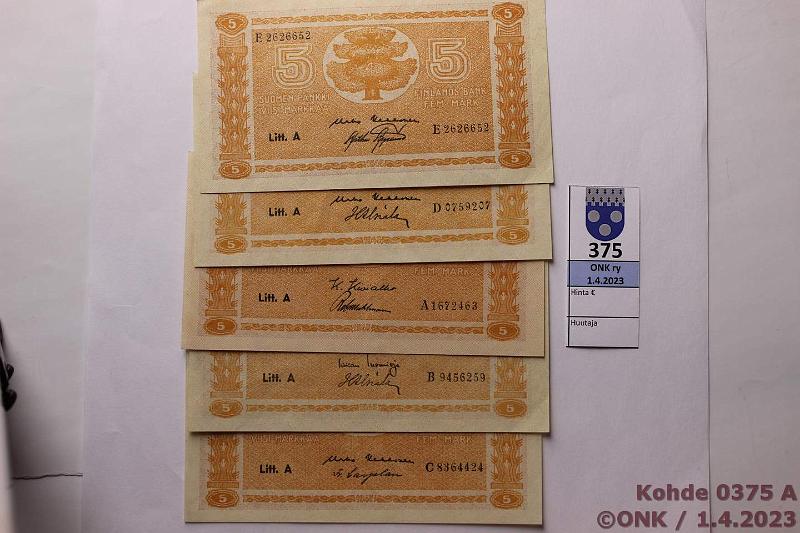 5 5
E 2626652
5 5
SUOMEN PANKKI FINLANDS BANK
VIISI MARKKAA FEM MARK
Litt. A E 2626652
5 5
Litt. A D 0759207
5 5
FEM MARK
Litt. A A 1672463
5 5
Litt. A B 9456259
5 5
VIISI MARKKAA FEM MARK
Litt. A C 8364424
5 5
375
ONK ry
1.4.2023
Hinta €
Huutaja
Kohde 0375 A
©ONK / 1.4.2023